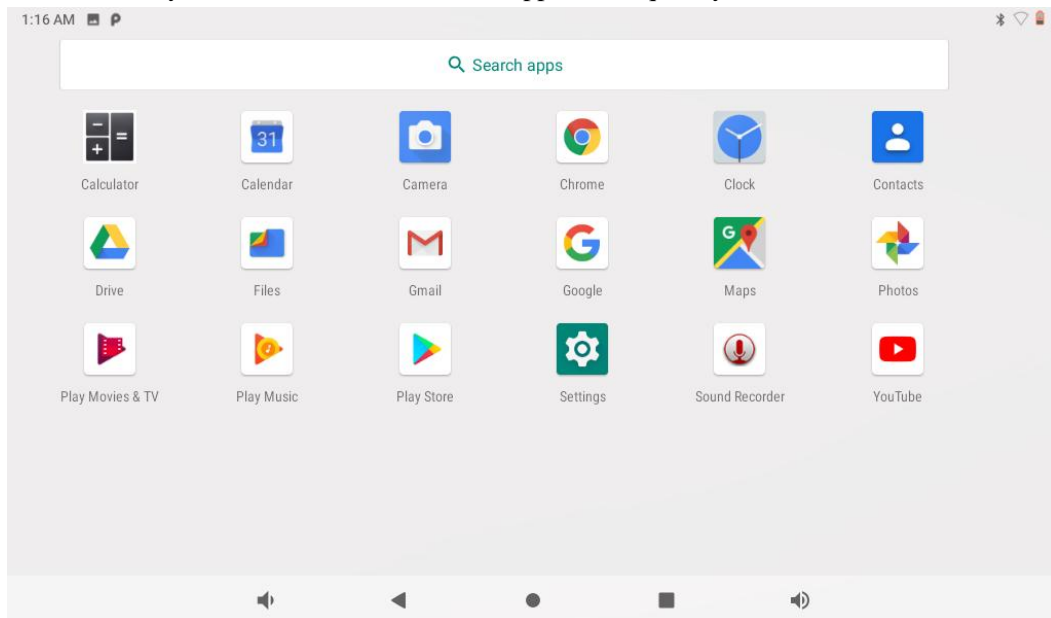 1:16 AM
Search apps
31
Calculator Calendar Camera Chrome Clock Contacts
G
Drive Files Gmail Google Maps Photos
Play Movies & TV Play Music Play Store Settings Sound Recorder YouTube